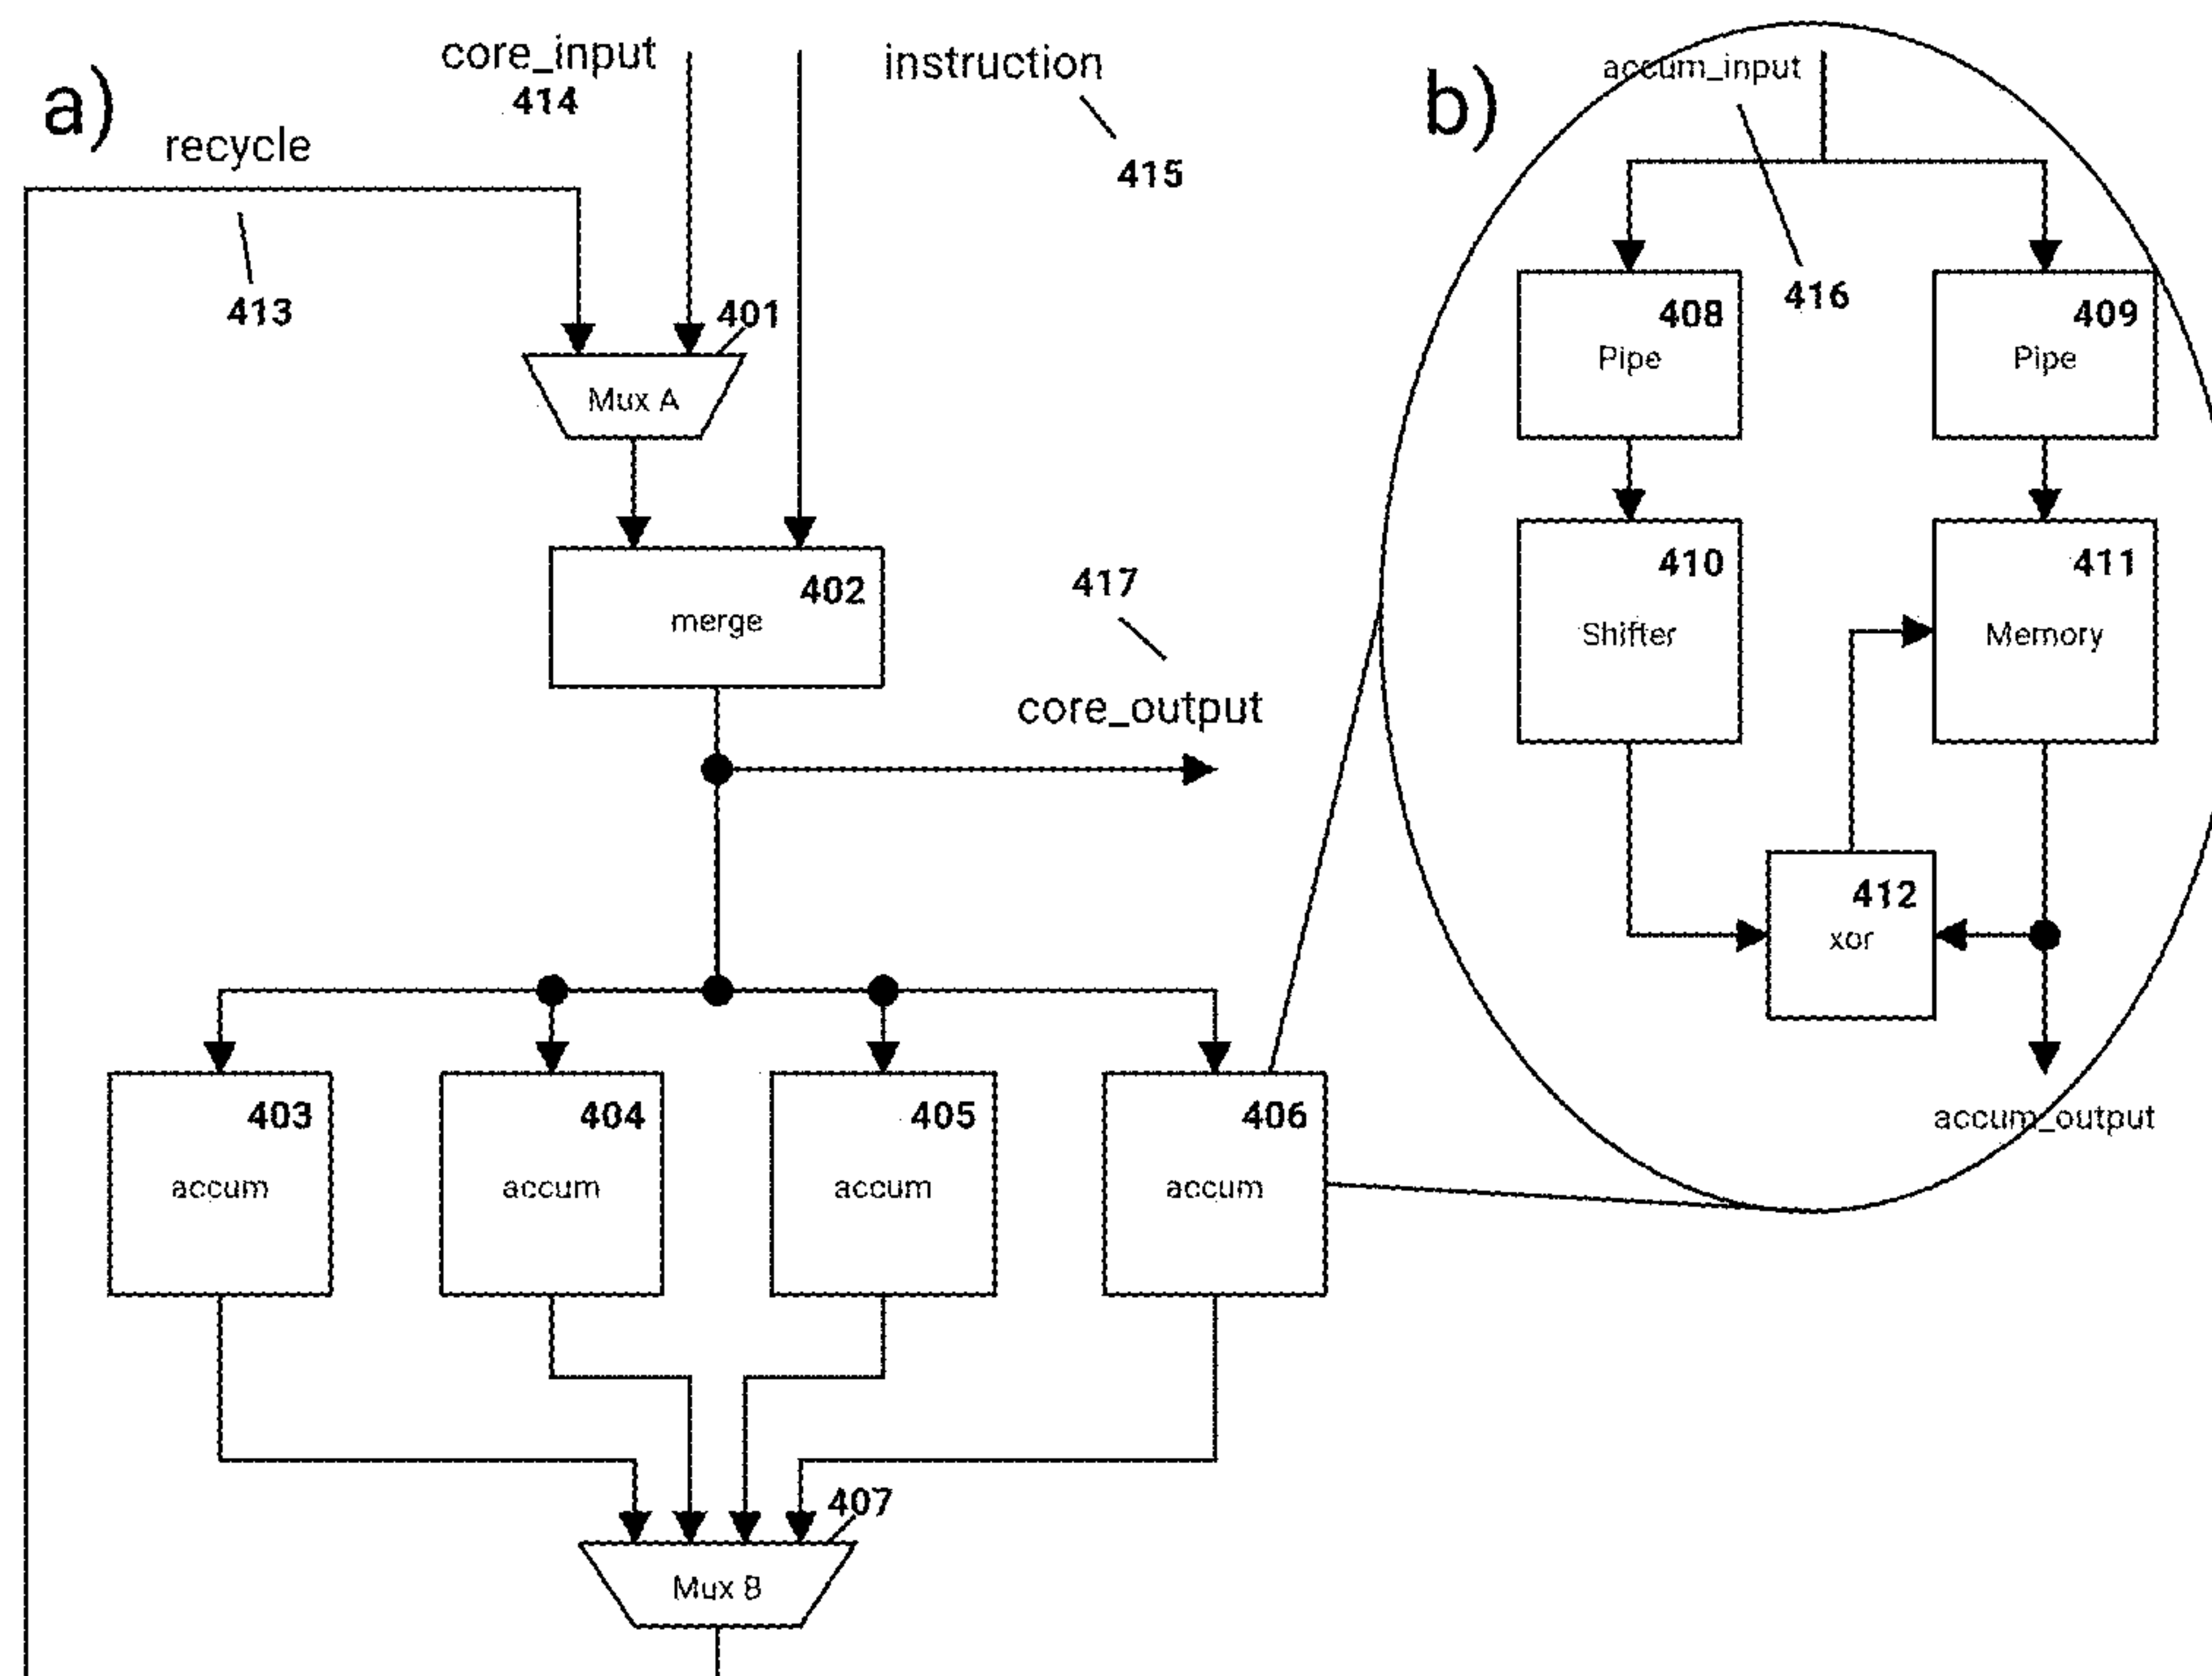 a)
core_input
414
instruction
415
recycle
413
401
Mux A
402
merge
417
core_output
403
accum
404
accum
405
accum
406
accum
407
Mux B
b)
accum_input
416
408
Pipe
409
Pipe
410
Shifter
411
Memory
412
xor
accum_output